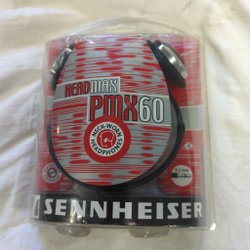 HEADMAX
PMX60
NECK-WORN
HEADPHONES
SENNHEISER